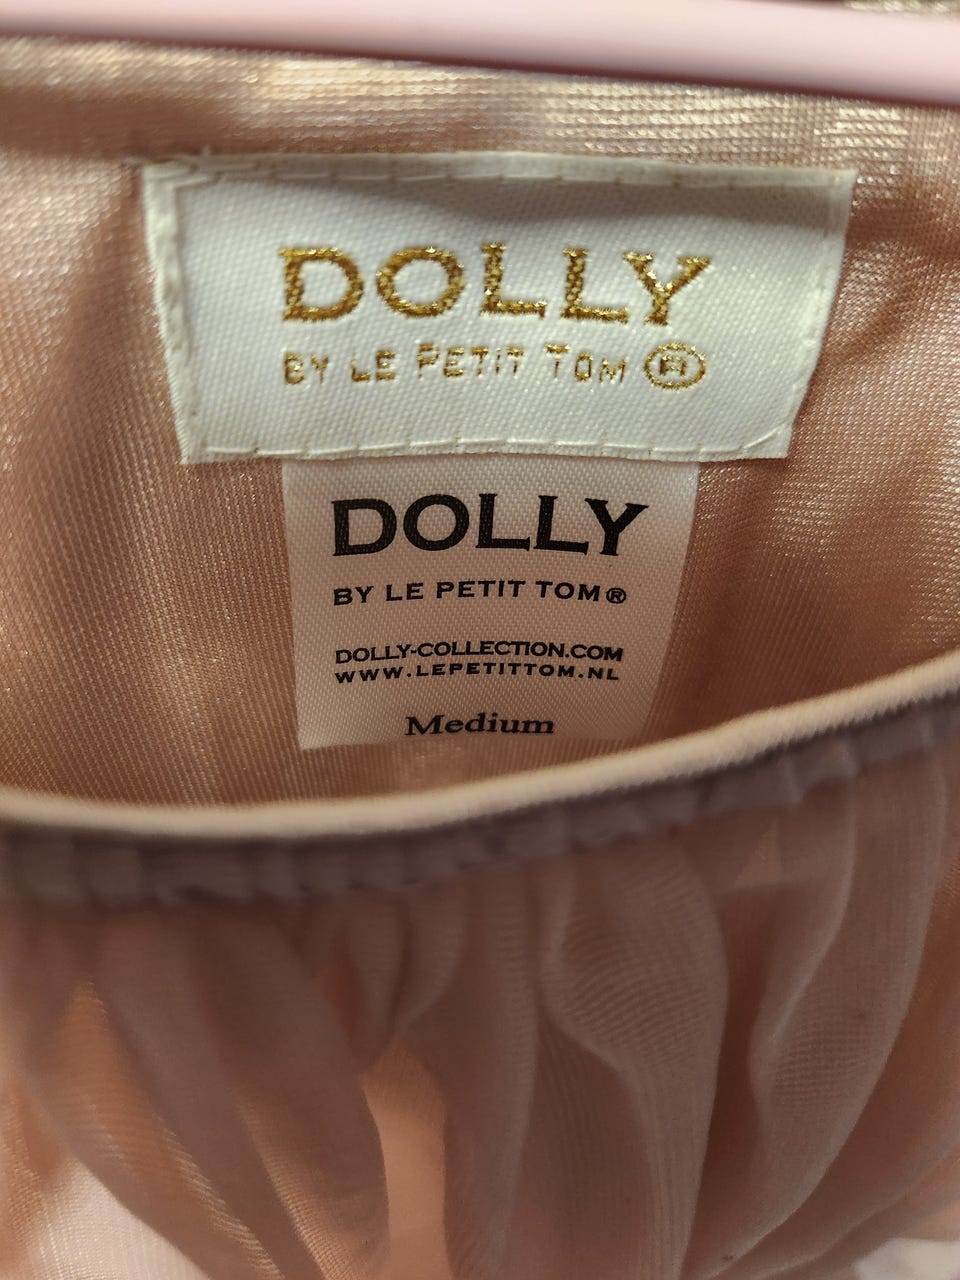 DOLLY
BY LE PETIT TOM ®
DOLLY
BY LE PETIT TOM®
DOLLY-COLLECTION.COM
WWW.LEPETITTOM.NL
Medium